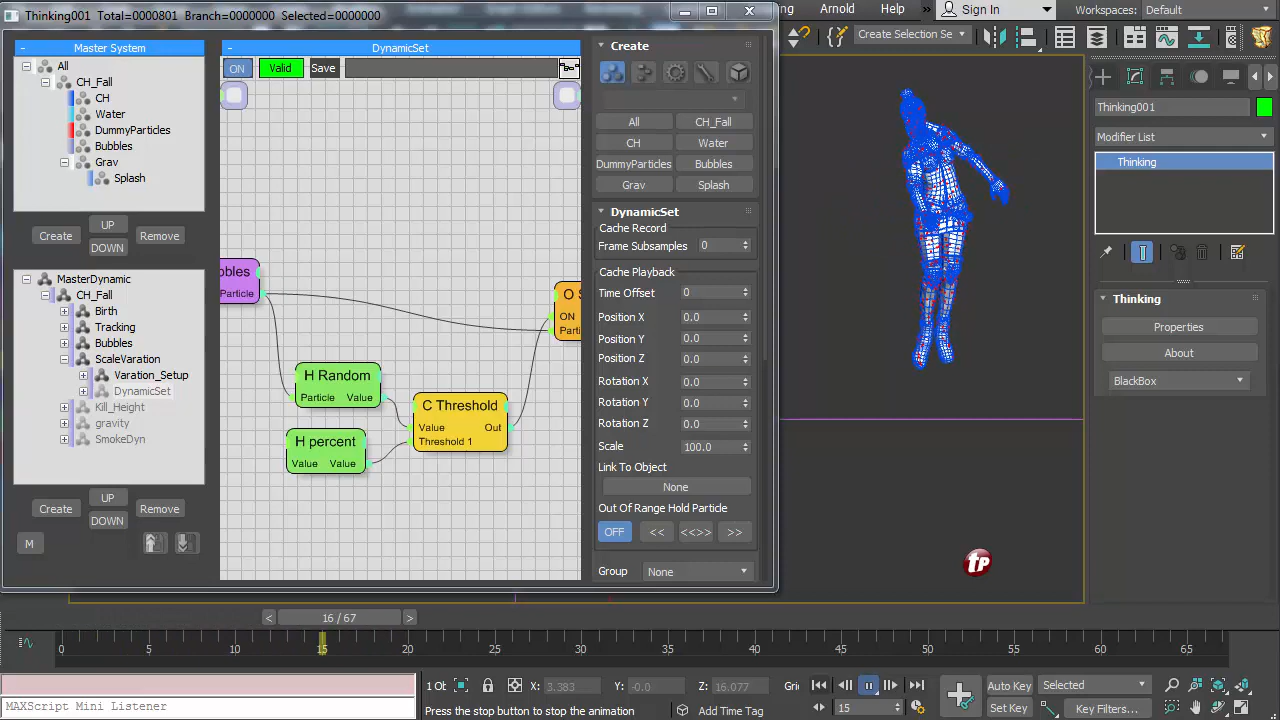 Thinking001 Total=0000801 Branch=0000000 Selected=0000000
Arnold Help Sign In Workspaces: Default
Master System
DynamicSet
Create
Create Selection Se
All
CH_Fall
CH
Water
DummyParticles
Bubbles
Grav
Splash
ON Valid Save
Thinking001
Modifier List
Thinking
All CH_Fall
CH Water
DummyParticles Bubbles
Grav Splash
UP
Create Remove
DOWN
DynamicSet
Cache Record
Frame Subsamples 0
Cache Playback
Time Offset 0
Position X 0.0
Position Y 0.0
Position Z 0.0
Rotation X 0.0
Rotation Y 0.0
Rotation Z 0.0
Scale 100.0
Link To Object
None
Out Of Range Hold Particle
OFF << <<>> >>
Group None
MasterDynamic
CH_Fall
Birth
Tracking
Bubbles
ScaleVaration
Varation_Setup
DynamicSet
Kill_Height
gravity
SmokeDyn
UP
Create Remove
DOWN
M
bbles
Particle
O S
ON
Parti
H Random
Particle Value
H percent
Value Value
C Threshold
Value Out
Threshold 1
Thinking
Properties
About
BlackBox
tp
< 16 / 67 >
0 5 10 15 20 25 30 35 40 45 50 55 60 65
1 Ob X: 3.383 Y: -0.0 Z: 16.077 Gri
Auto Key Selected
MAXScript Mini Listener
Press the stop button to stop the animation
Add Time Tag
15
Set Key Key Filters...